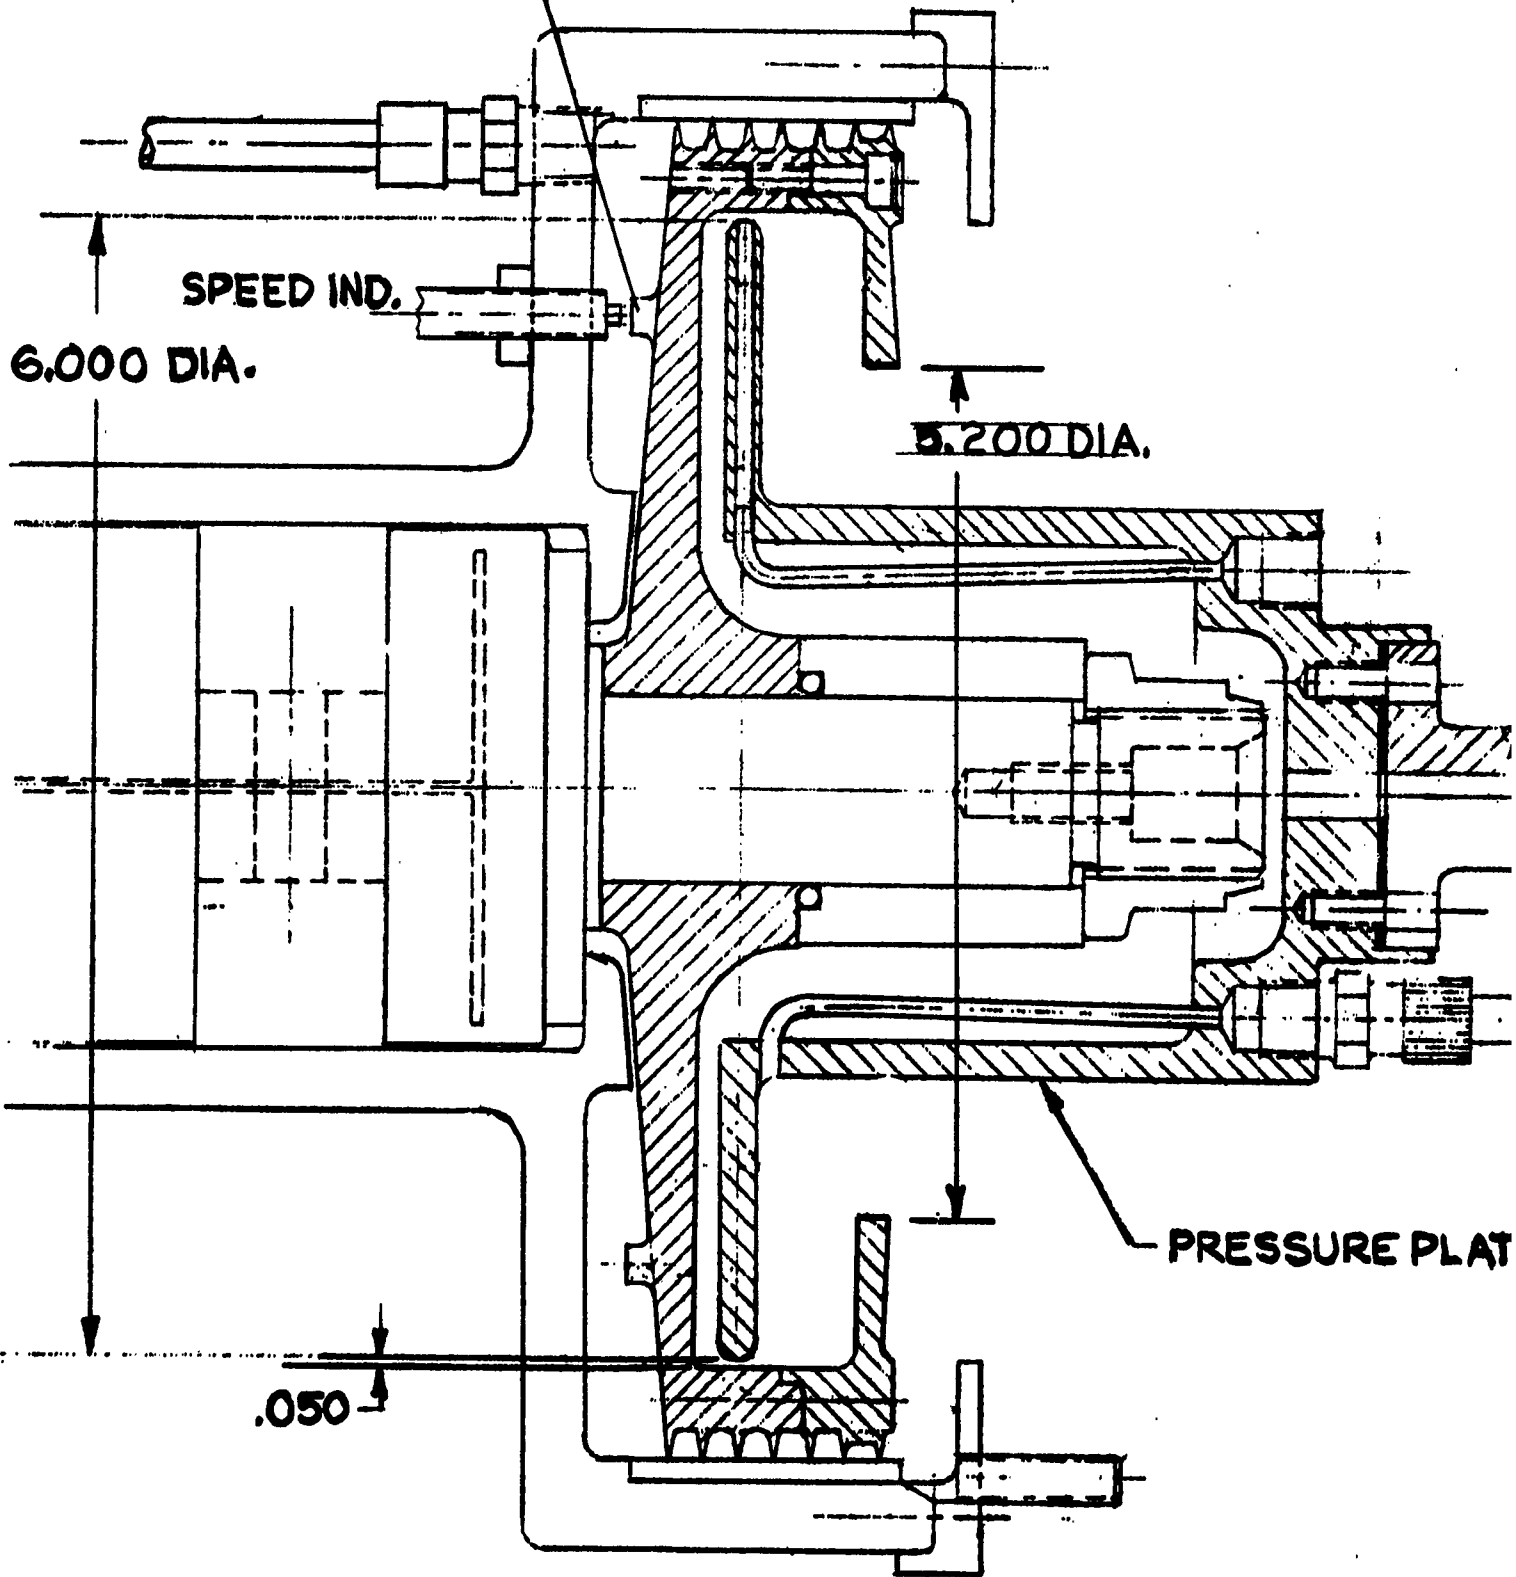 SPEED IND.
6.000 DIA.
5.200 DIA.
PRESSURE PLAT
.050